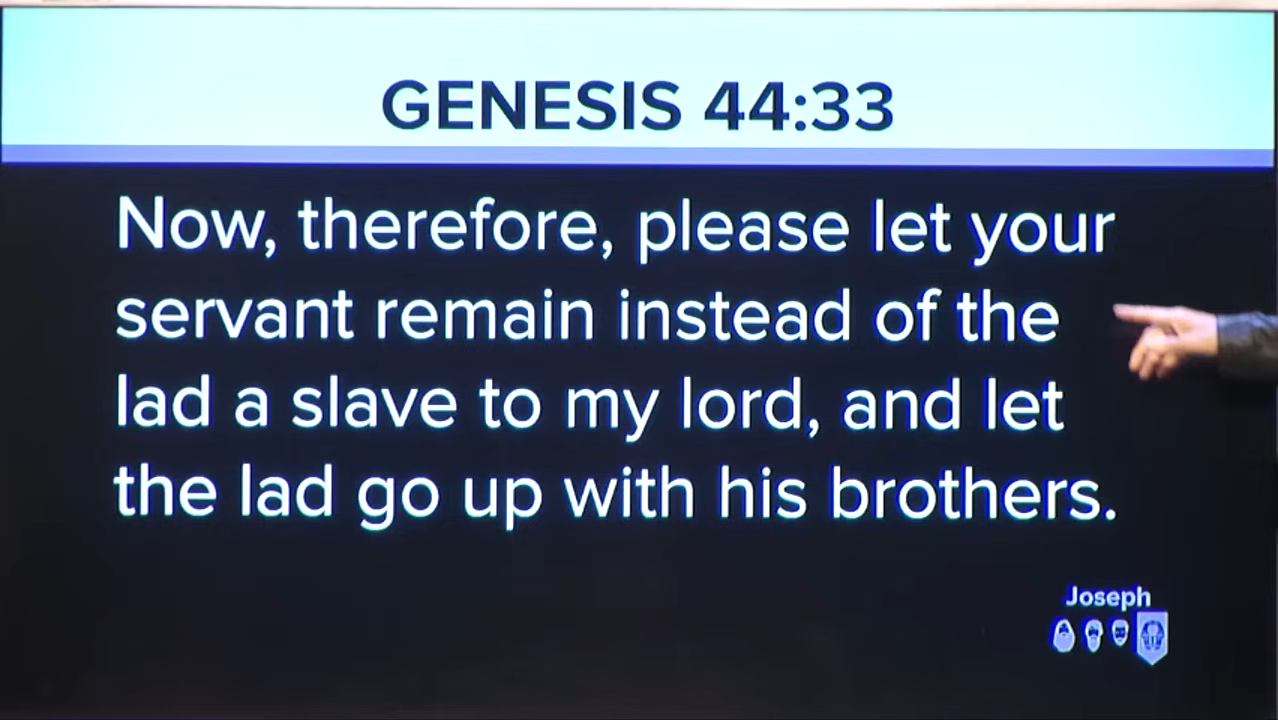 GENESIS 44:33
Now, therefore, please let your
servant remain instead of the
lad a slave to my lord, and let
the lad go up with his brothers.
Joseph